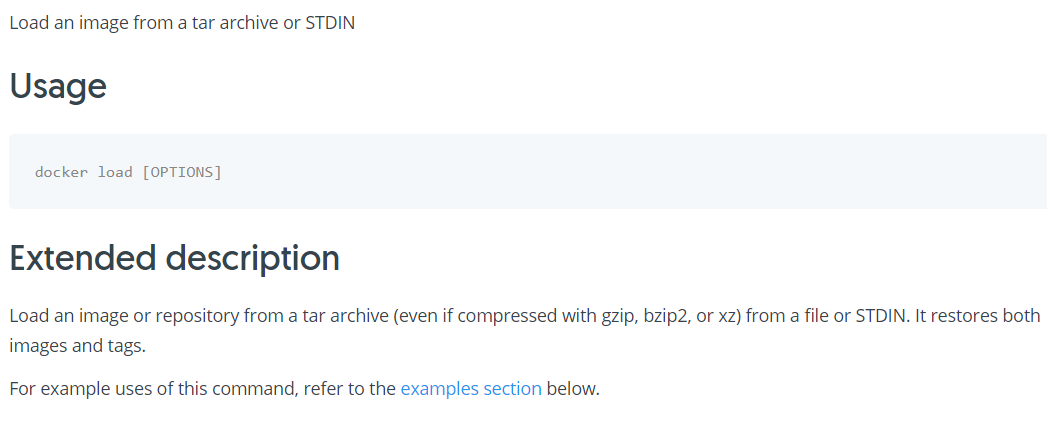 Load an image from a tar archive or STDIN
Usage
docker load [OPTIONS]
Extended description
Load an image or repository from a tar archive (even if compressed with gzip, bzip2, or xz) from a file or STDIN. It restores both
images and tags.
For example uses of this command, refer to the examples section below.